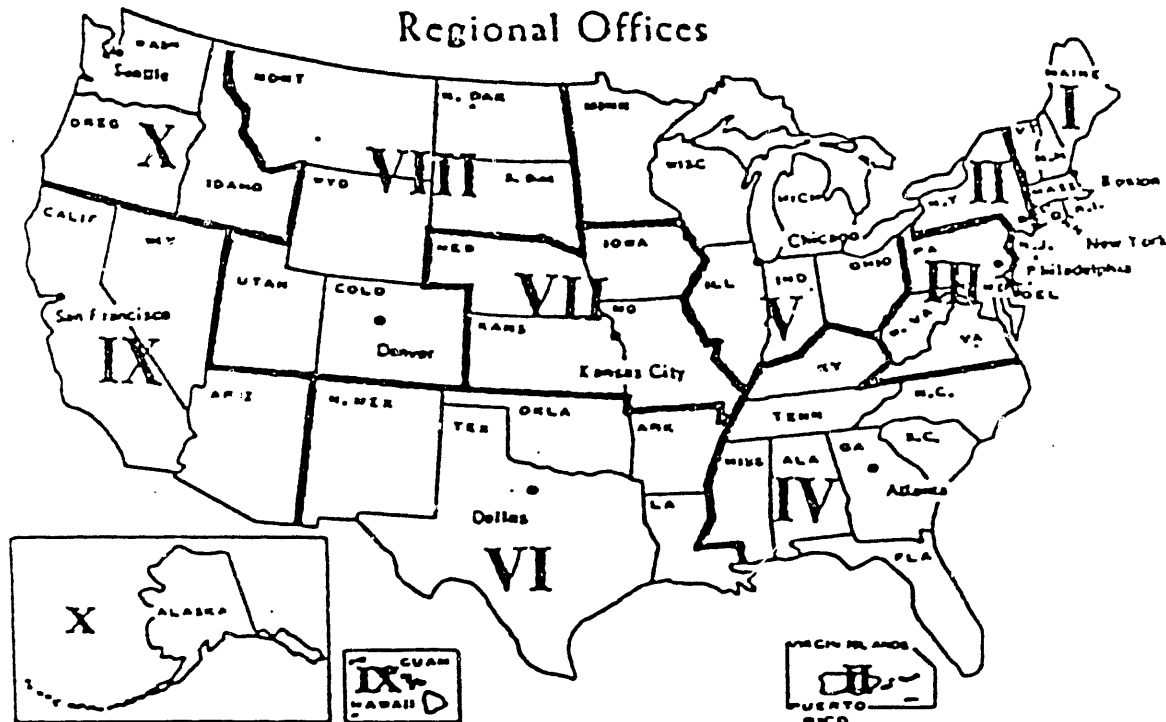 Regional Offices
WASH
Seattle
MONT
N. DAK
MINN
MAINE
I
OREG
X
IDAHO
WYO
VIII
S. DAK
WISC
MICH
N.Y
II
VT
N.H
MASS
Boston
R.I.
New York
CALIF
NEV
NEB
IOWA
Chicago
OHIO
PA
N.J.
Philadelphia
DEL
UTAH
COLO
VII
ILL
IND
V
III
W. VA
VA
San Francisco
IX
Denver
KANS
MO
Kansas City
KY
ARIZ
N. MEX
OKLA
TEX
ARK
TENN
N.C.
S.C.
MISS
ALA
GA
IV
Atlanta
Dallas
VI
LA
FLA
X
ALASKA
GUAM
IX
HAWAII
VIRGIN ISLANDS
II
PUERTO
RICO